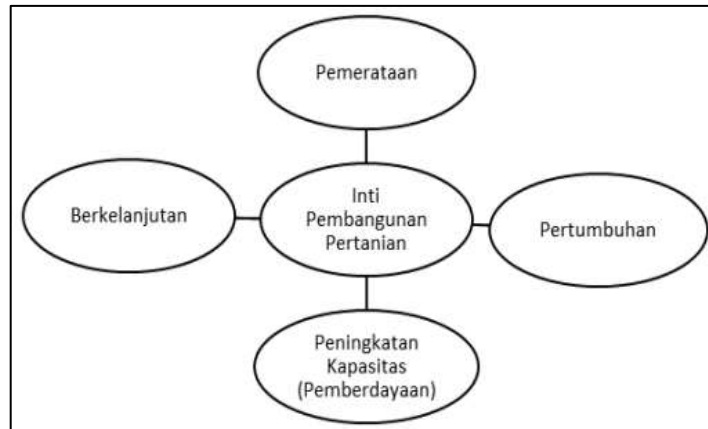 Pemerataan
Berkelanjutan
Inti
Pembangunan
Pertanian
Pertumbuhan
Peningkatan
Kapasitas
(Pemberdayaan)